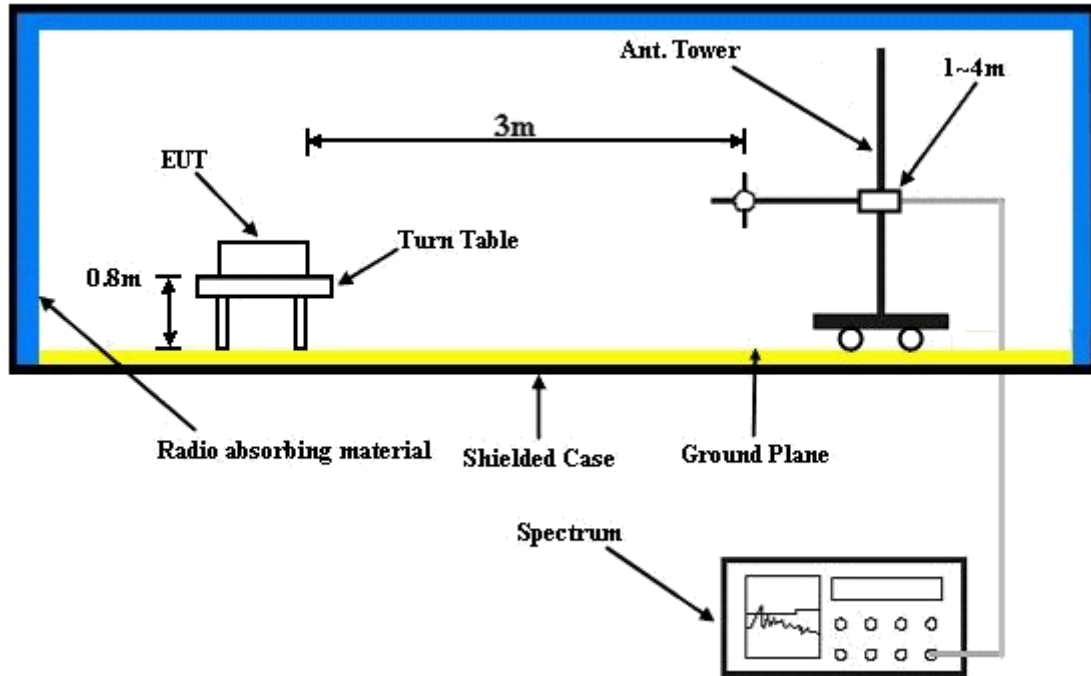 Ant. Tower
1~4m
3m
EUT
Turn Table
0.8m
Radio absorbing material
Shielded Case
Ground Plane
Spectrum